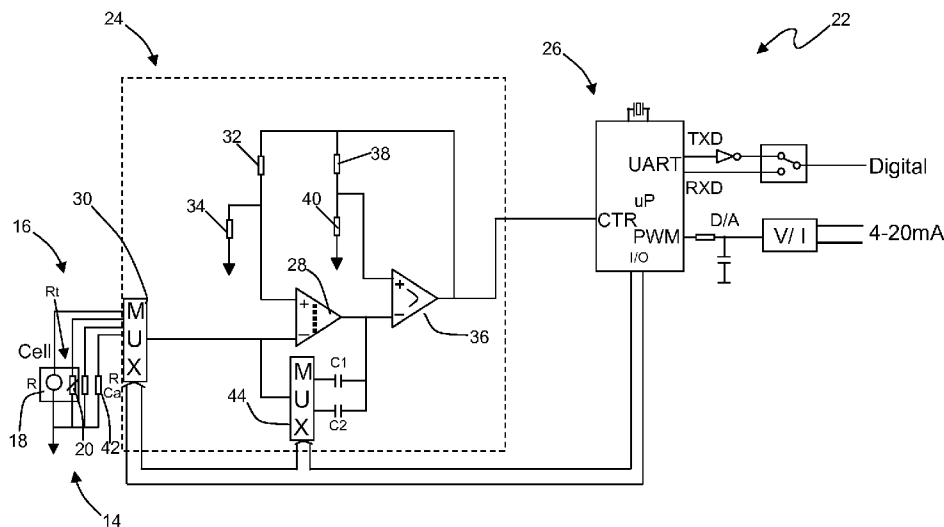 24
26
22
32
38
TXD
UART
Digital
34
40
RXD
30
uP
16
CTR
D/A
PWM
V/ I
4-20mA
28
I/O
Rt
+
−
+
−
M
U
X
36
Cell
R
R
Ca
M
U
X
C1
C2
44
18
20
42
14